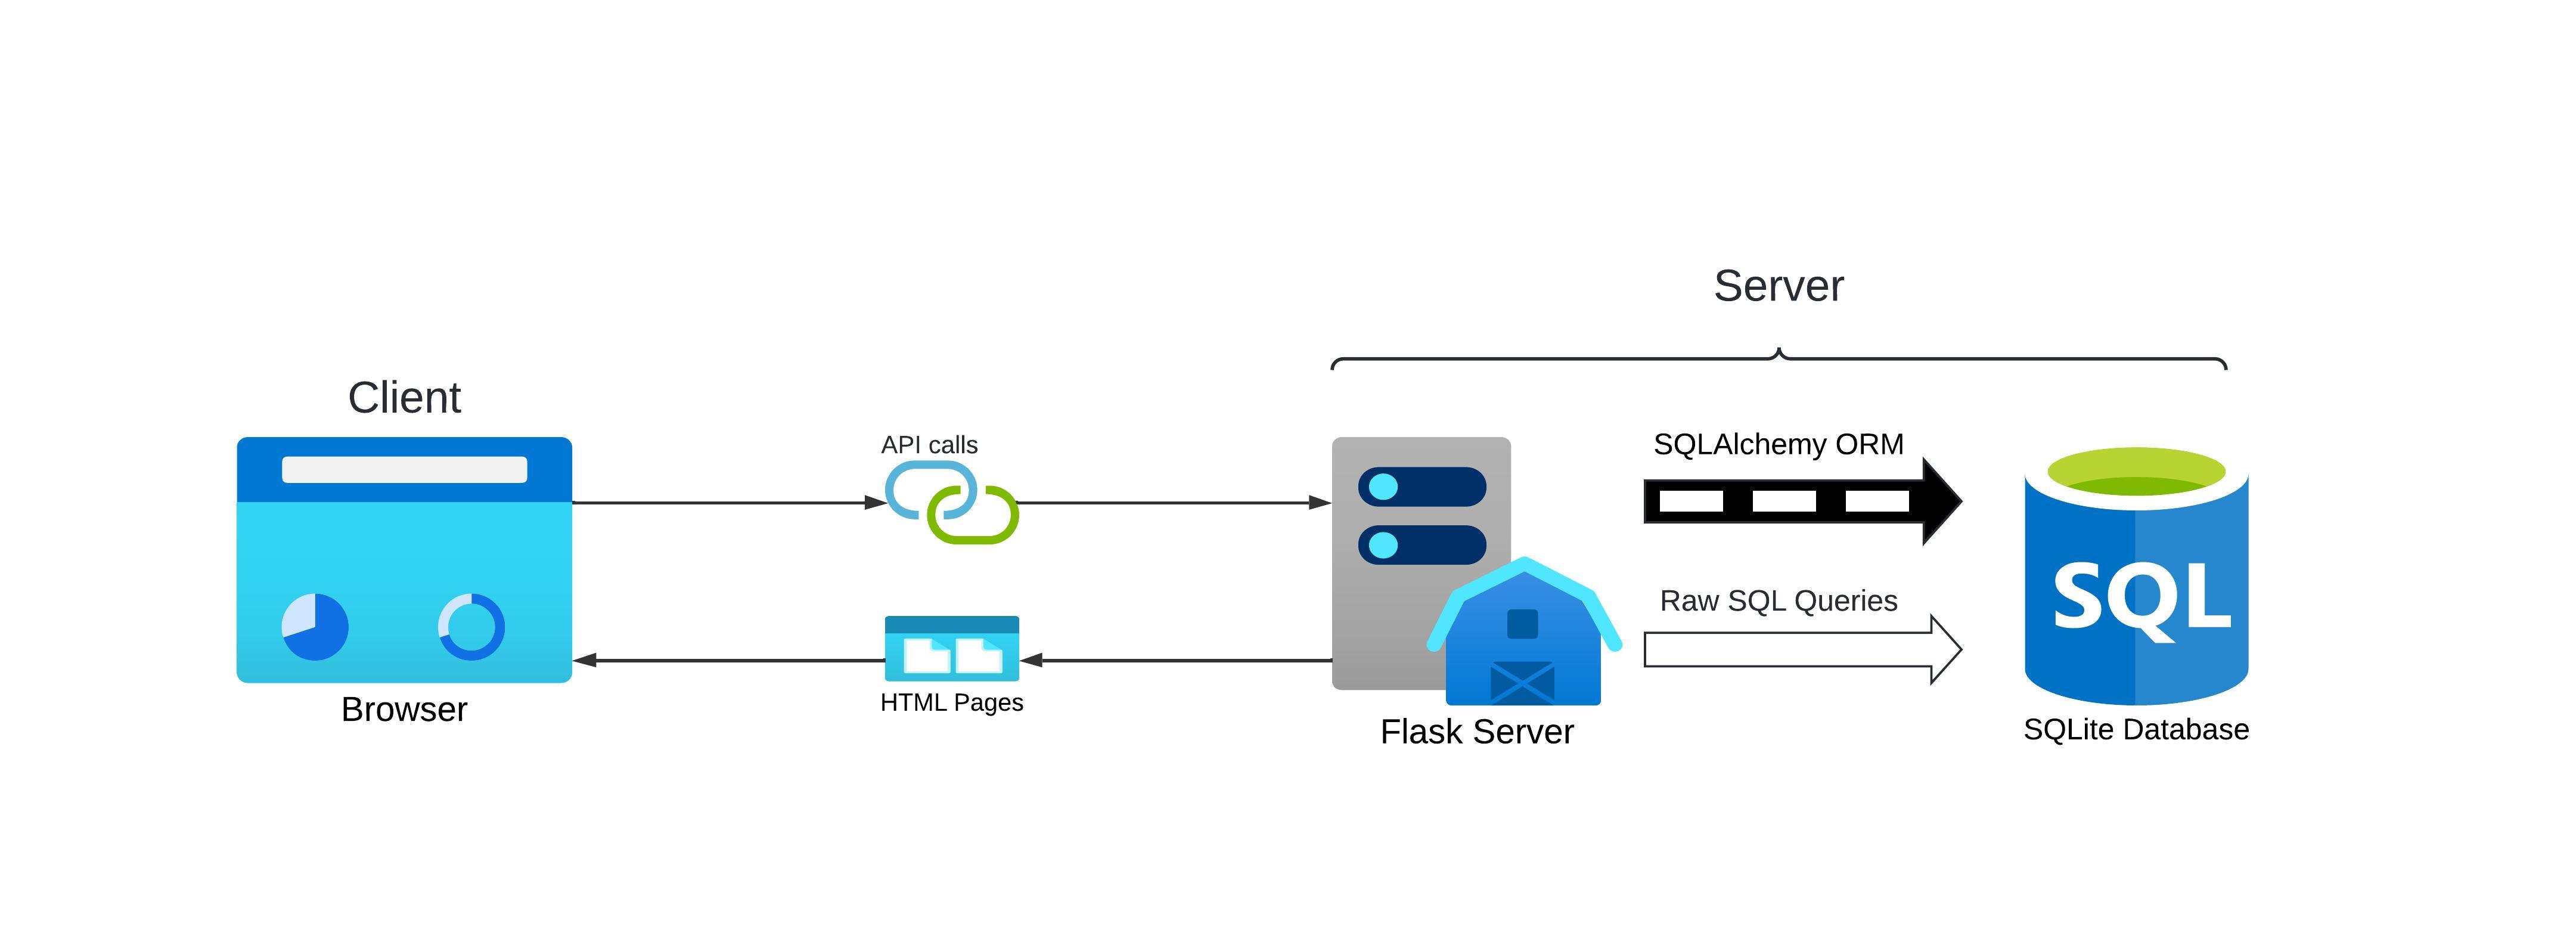 Server
Client
API calls
SQLAlchemy ORM
SQL
Raw SQL Queries
HTML Pages
Browser
Flask Server
SQLite Database